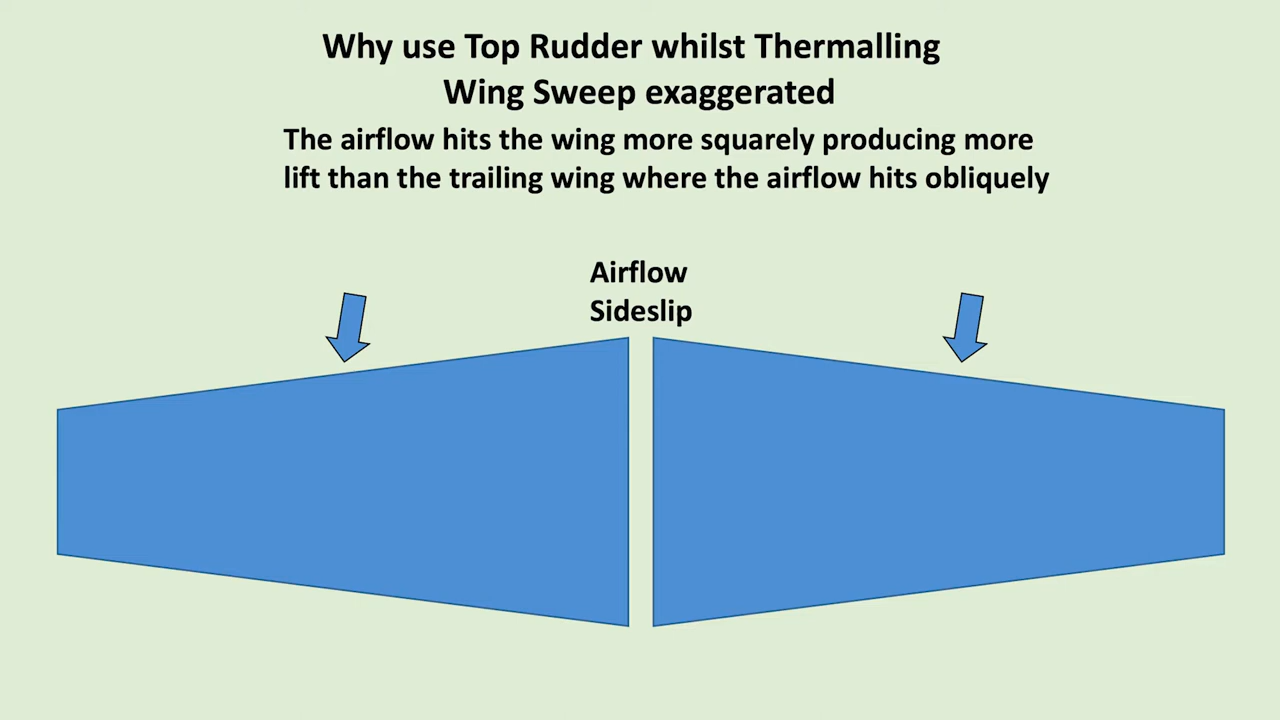 Why use Top Rudder whilst Thermalling
Wing Sweep exaggerated
The airflow hits the wing more squarely producing more
lift than the trailing wing where the airflow hits obliquely
Airflow
Sideslip